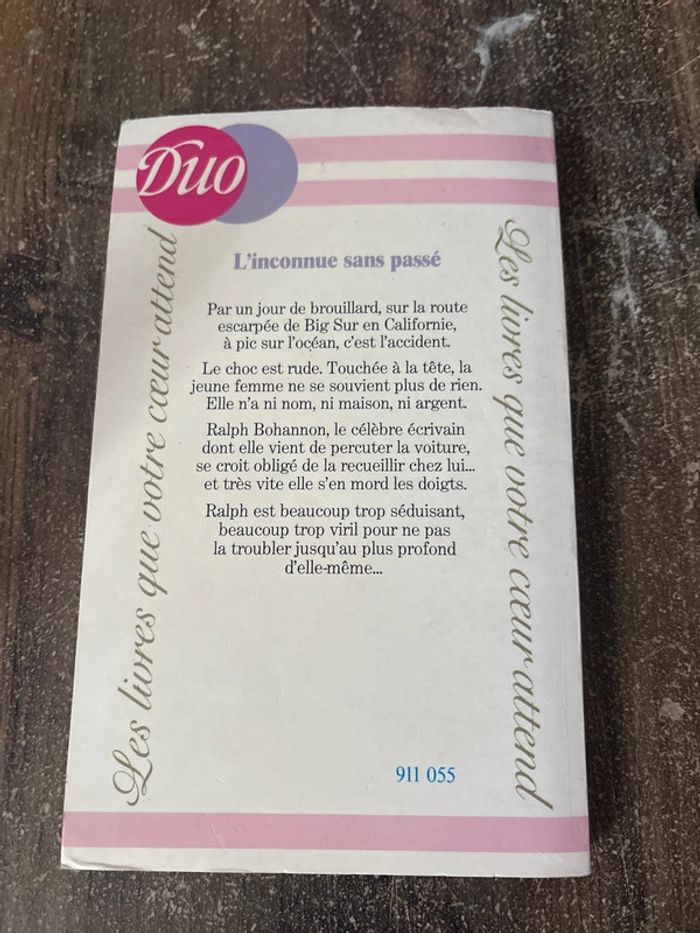 Duo
L'inconnue sans passé
Par un jour de brouillard, sur la route
escarpée de Big Sur en Californie,
à pic sur l'océan, c'est l'accident.
Le choc est rude. Touchée à la tête, la
jeune femme ne se souvient plus de rien.
Elle n'a ni nom, ni maison, ni argent.
Ralph Bohannon, le célèbre écrivain
dont elle vient de percuter la voiture,
se croit obligé de la recueillir chez lui...
et très vite elle s'en mord les doigts.
Ralph est beaucoup trop séduisant,
beaucoup trop viril pour ne pas
la troubler jusqu'au plus profond
d'elle-même...
Les livres que votre cœur attend
Les livres que votre cœur attend
911 055